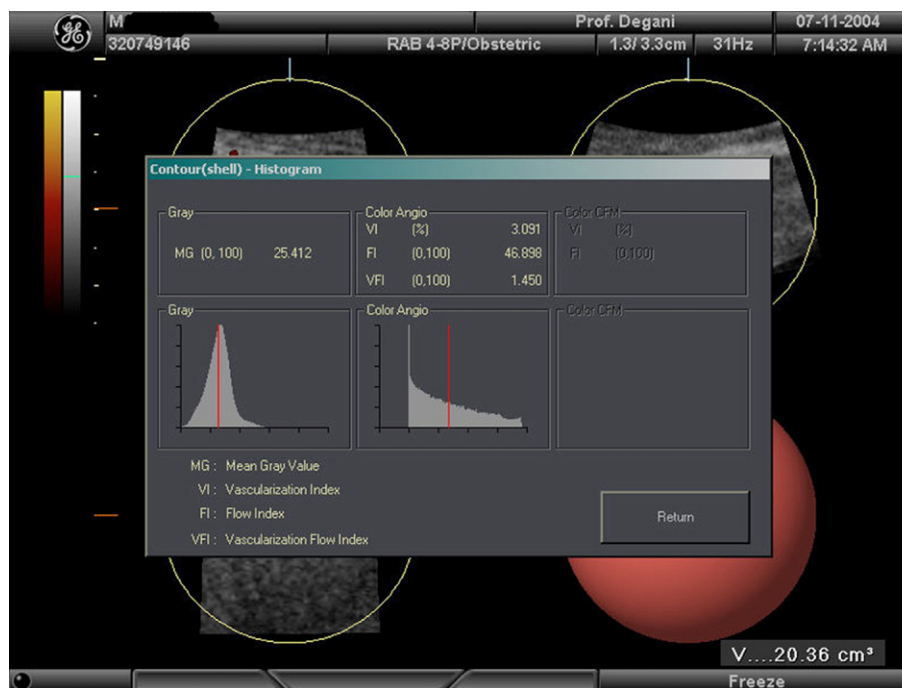 M Prof. Degani 07-11-2004
320749146 RAB 4-8P/Obstetric 1.3/ 3.3cm 31Hz 7:14:32 AM
Contour(shell) - Histogram
Gray Color Angio Color CFM
VI (%) 3.091 VI (%)
MG (0, 100) 25.412 FI (0,100) 46.898 FI (0,100)
VFI (0,100) 1.450
Gray Color Angio Color CFM
MG : Mean Gray Value
VI : Vascularization Index
FI : Flow Index
VFI : Vascularization Flow Index
Return
V....20.36 cm³
Freeze